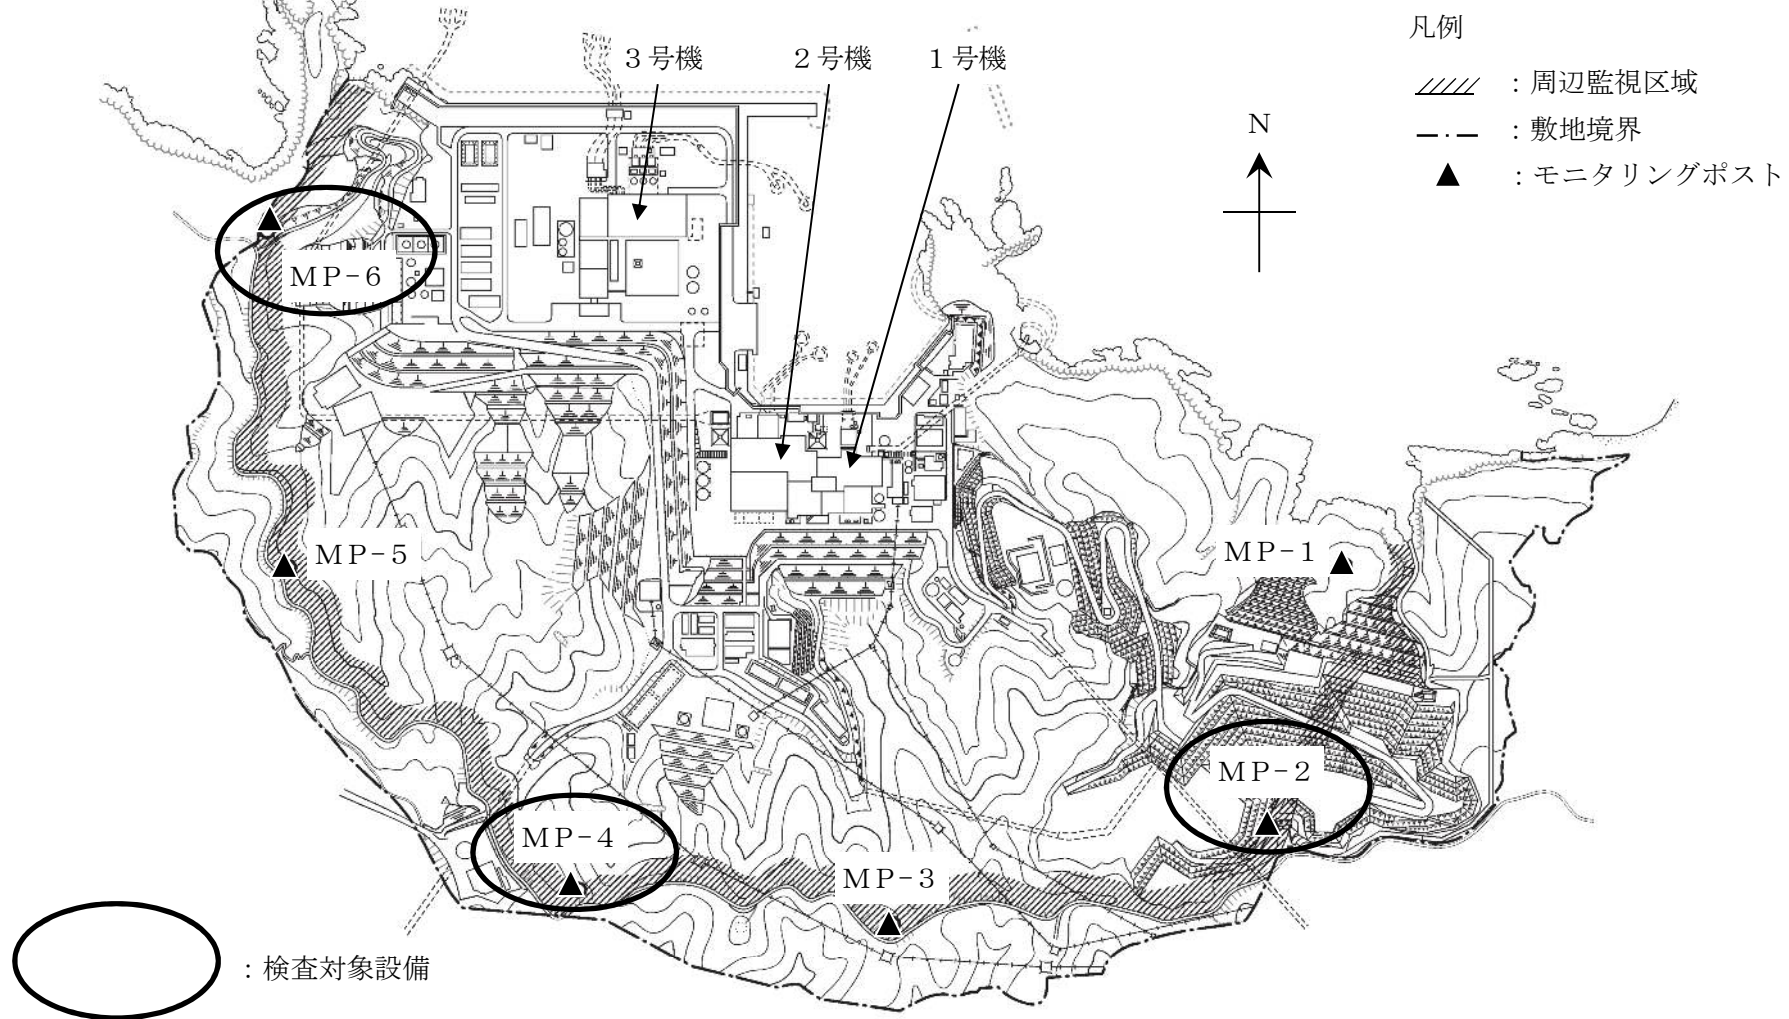 凡例
3号機
2号機
1号機
：周辺監視区域
：敷地境界
：モニタリングポスト
N
MP-6
MP-5
MP-1
MP-2
MP-4
MP-3
：検査対象設備